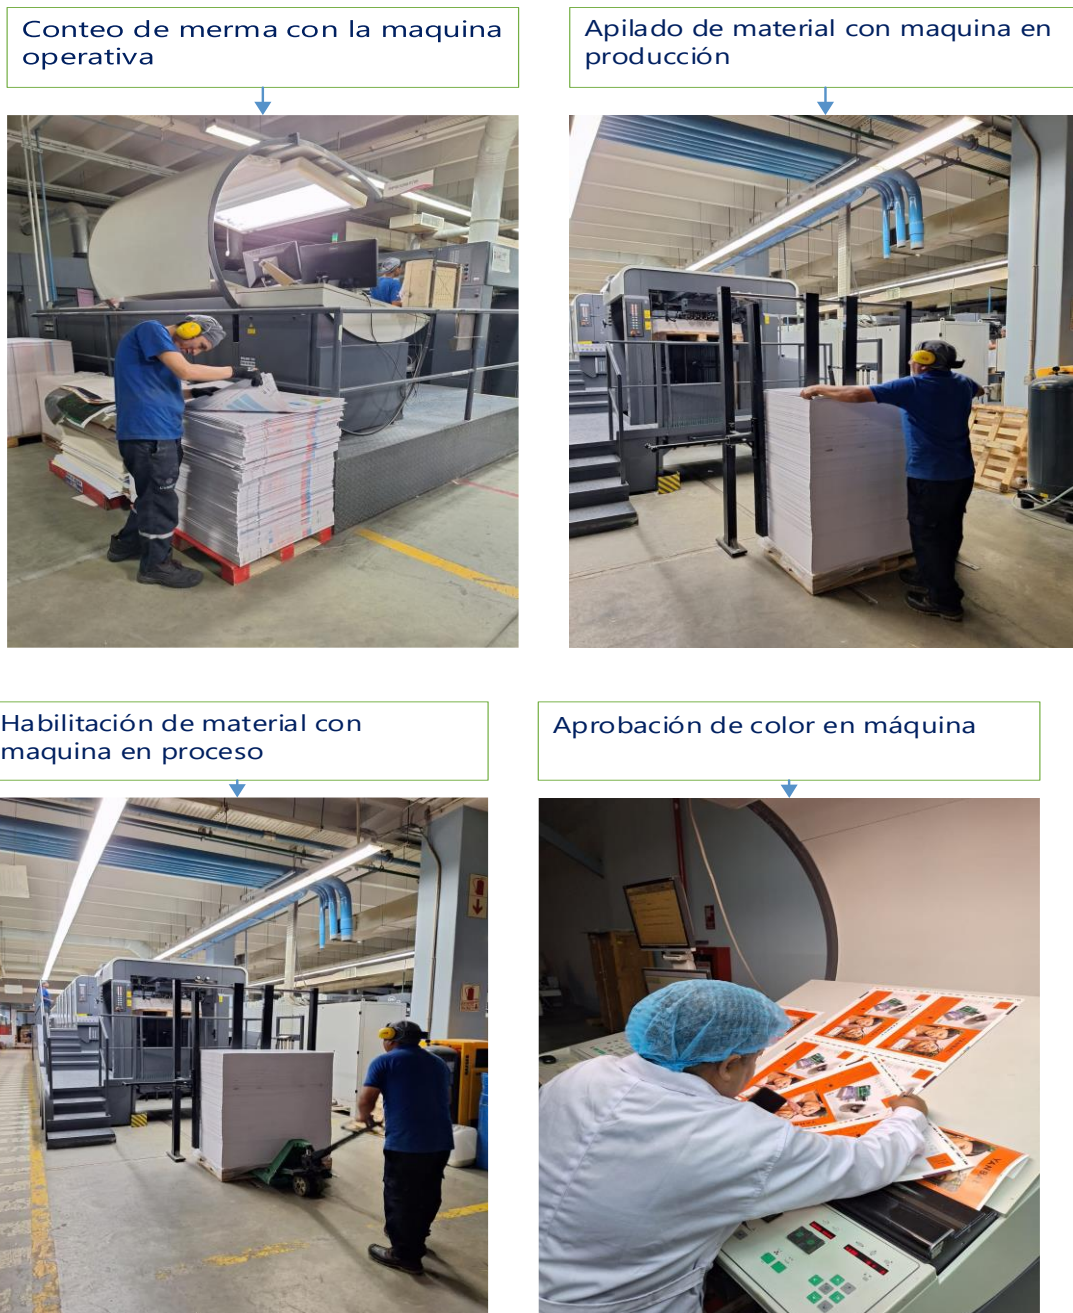 Conteo de merma con la maquina
operativa
Apilado de material con maquina en
producción
Habilitación de material con
maquina en proceso
Aprobación de color en máquina